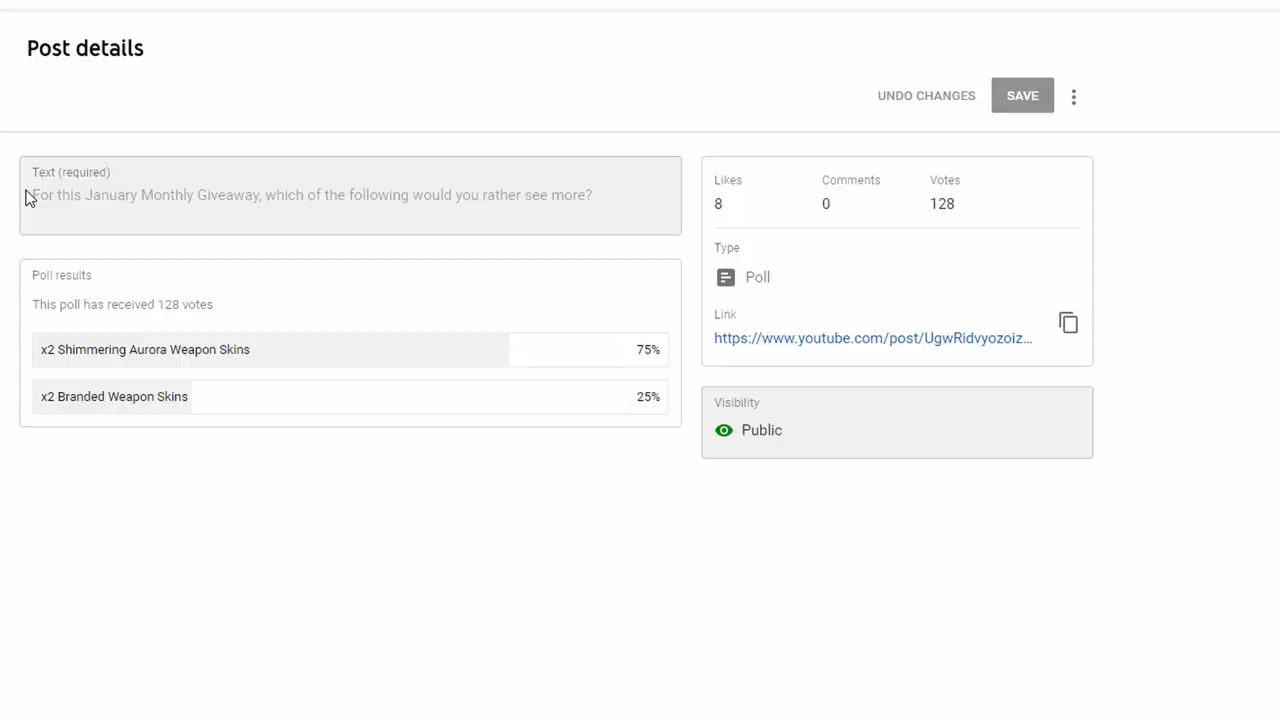 Post details
UNDO CHANGES SAVE
Text (required)
For this January Monthly Giveaway, which of the following would you rather see more?
Poll results
This poll has received 128 votes
x2 Shimmering Aurora Weapon Skins 75%
x2 Branded Weapon Skins 25%
Likes Comments Votes
8 0 128
Type
Poll
Link
https://www.youtube.com/post/UgwRidvyozoiz...
Visibility
Public